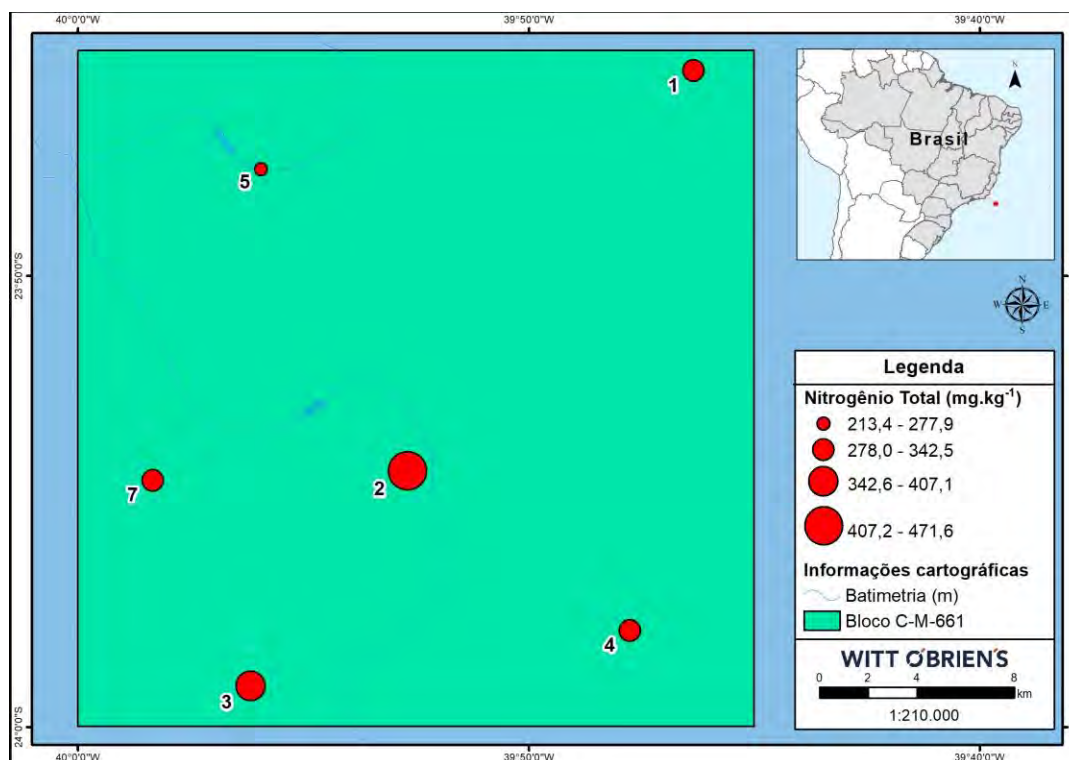 40°0'0"W
39°50'0"W
39°40'0"W
23°50'0"S
24°0'0"S
1
5
7
2
4
3
N
Brasil
N
W
E
S
Legenda
Nitrogênio Total (mg.kg-1)
213,4 - 277,9
278,0 - 342,5
342,6 - 407,1
407,2 - 471,6
Informações cartográficas
Batimetria (m)
Bloco C-M-661
WITT O'BRIEN'S
0 2 4 8
km
1:210.000
40°0'0"W
39°50'0"W
39°40'0"W